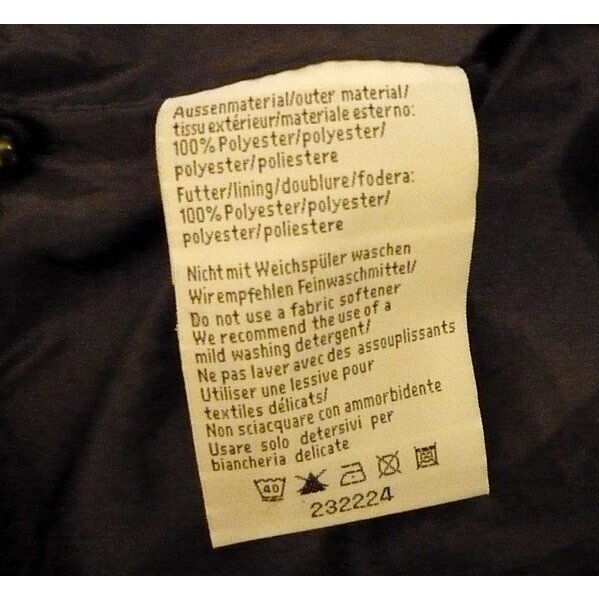 Aussenmaterial/outer material/
tissu extérieur/materiale esterno:
100% Polyester/polyester/
polyester/poliestere
Futter/lining/doublure/fodera:
100% Polyester/polyester/
polyester/poliestere
Nicht mit Weichspüler waschen
Wir empfehlen Feinwaschmittel/
Do not use a fabric softener
We recommend the use of a
mild washing detergent/
Ne pas laver avec des assouplissants
Utiliser une lessive pour
textiles délicats/
Non sciacquare con ammorbidente
Usare solo detersivi per
biancheria delicate
40
232224